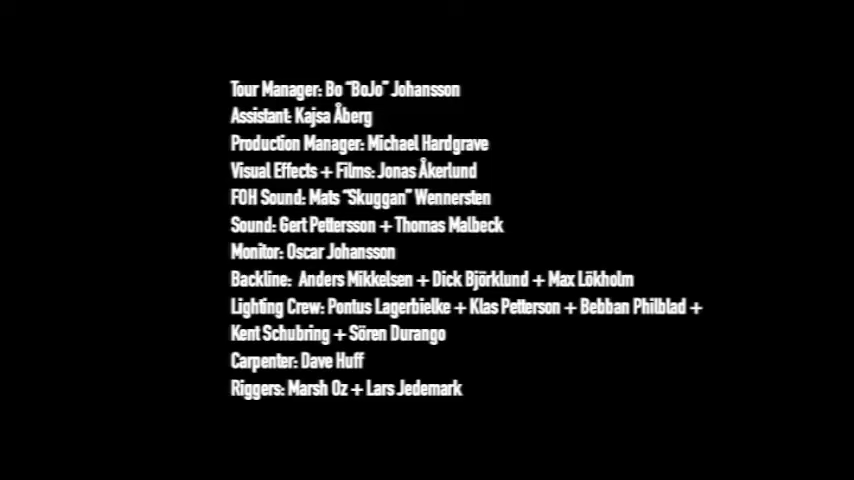 Tour Manager: Bo “BoJo” Johansson
Assistant: Kajsa Åberg
Production Manager: Michael Hardgrave
Visual Effects + Films: Jonas Åkerlund
FOH Sound: Mats “Skuggan” Wennersten
Sound: Gert Pettersson + Thomas Malbeck
Monitor: Oscar Johansson
Backline: Anders Mikkelsen + Dick Björklund + Max Lökholm
Lighting Crew: Pontus Lagerbielke + Klas Petterson + Bebban Philblad +
Kent Schubring + Sören Durango
Carpenter: Dave Huff
Riggers: Marsh Oz + Lars Jedemark